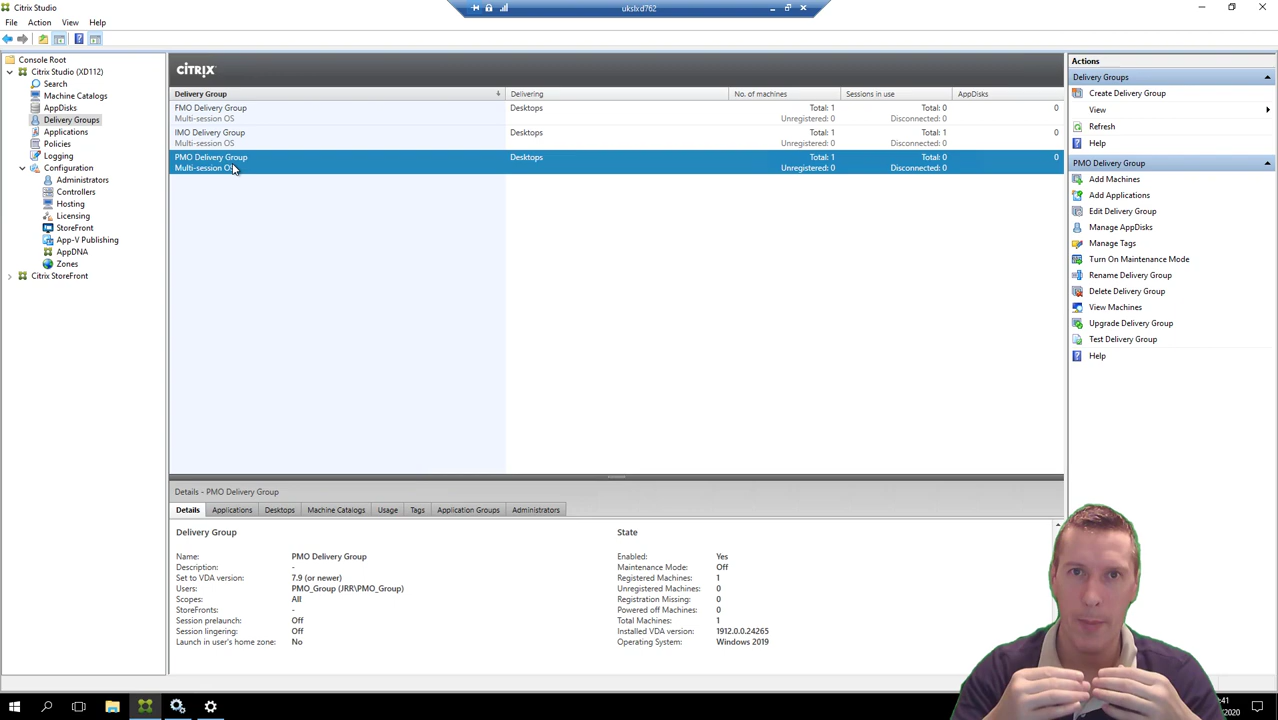 Citrix Studio
ukslxd762
File Action View Help
Console Root
Citrix Studio (XD112)
Search
Machine Catalogs
AppDisks
Delivery Groups
Applications
Policies
Logging
Configuration
Administrators
Controllers
Hosting
Licensing
StoreFront
App-V Publishing
AppDNA
Zones
Citrix StoreFront
CITRIX
Delivery Group Delivering No. of machines Sessions in use AppDisks
FMO Delivery Group Desktops Total: 1 Total: 0 0
Multi-session OS Unregistered: 0 Disconnected: 0
IMO Delivery Group Desktops Total: 1 Total: 1 0
Multi-session OS Unregistered: 0 Disconnected: 0
PMO Delivery Group Desktops Total: 1 Total: 0 0
Multi-session OS Unregistered: 0 Disconnected: 0
Details - PMO Delivery Group
Details Applications Desktops Machine Catalogs Usage Tags Application Groups Administrators
Delivery Group
Name: PMO Delivery Group
Description: -
Set to VDA version: 7.9 (or newer)
Users: PMO_Group (JRR\PMO_Group)
Scopes: All
StoreFronts: -
Session prelaunch: Off
Session lingering: Off
Launch in user's home zone: No
State
Enabled: Yes
Maintenance Mode: Off
Registered Machines: 1
Unregistered Machines: 0
Registration Missing: 0
Powered off Machines: 0
Total Machines: 1
Installed VDA version: 1912.0.0.24265
Operating System: Windows 2019
Actions
Delivery Groups
Create Delivery Group
View
Refresh
Help
PMO Delivery Group
Add Machines
Add Applications
Edit Delivery Group
Manage AppDisks
Manage Tags
Turn On Maintenance Mode
Rename Delivery Group
Delete Delivery Group
View Machines
Upgrade Delivery Group
Test Delivery Group
Help
:41
2020